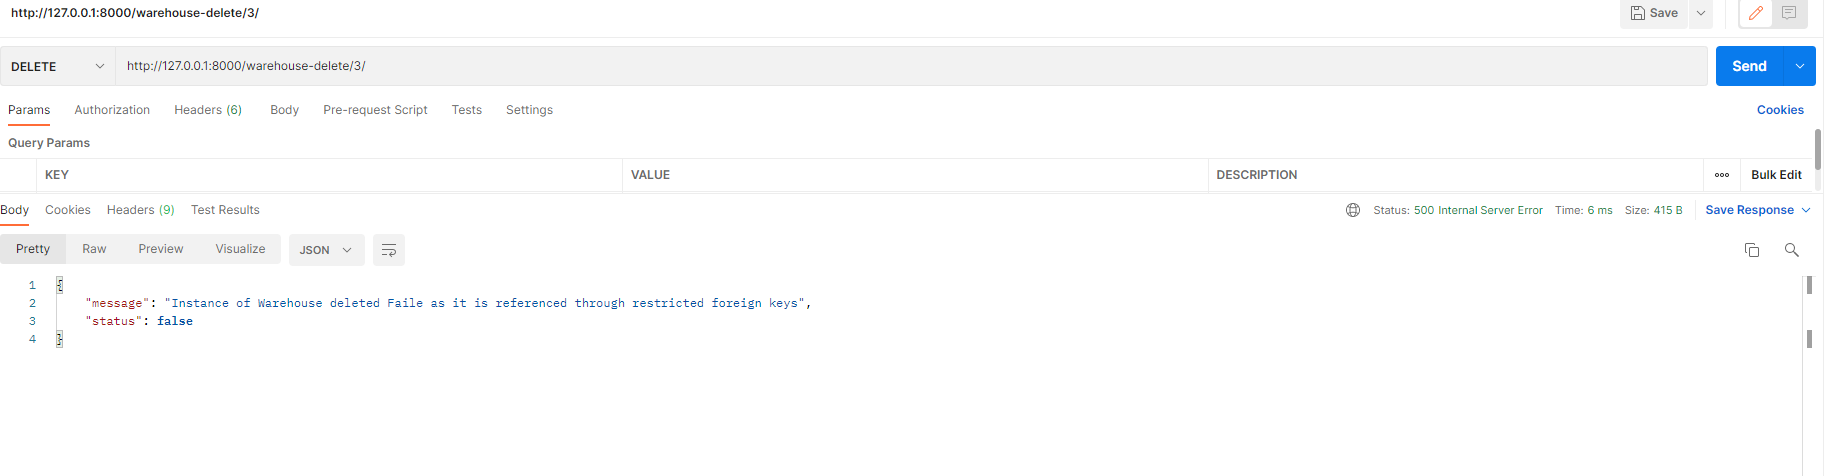 http://127.0.0.1:8000/warehouse-delete/3/
Save
DELETE http://127.0.0.1:8000/warehouse-delete/3/ Send
Params Authorization Headers (6) Body Pre-request Script Tests Settings Cookies
Query Params
KEY VALUE DESCRIPTION ooo Bulk Edit
Body Cookies Headers (9) Test Results Status: 500 Internal Server Error Time: 6 ms Size: 415 B Save Response
Pretty Raw Preview Visualize JSON
1 {
2 "message": "Instance of Warehouse deleted Faile as it is referenced through restricted foreign keys",
3 "status": false
4 }